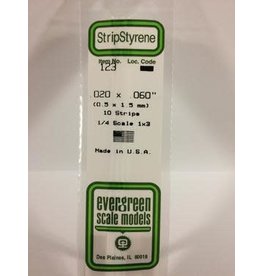 StripStyrene
Item No. Loc. Code
123
.020 x .060"
(0.5 x 1.5 mm)
10 Strips
1/4 Scale 1x3
Made in U.S.A.
evergreen
scale models
Des Plaines, IL 60018